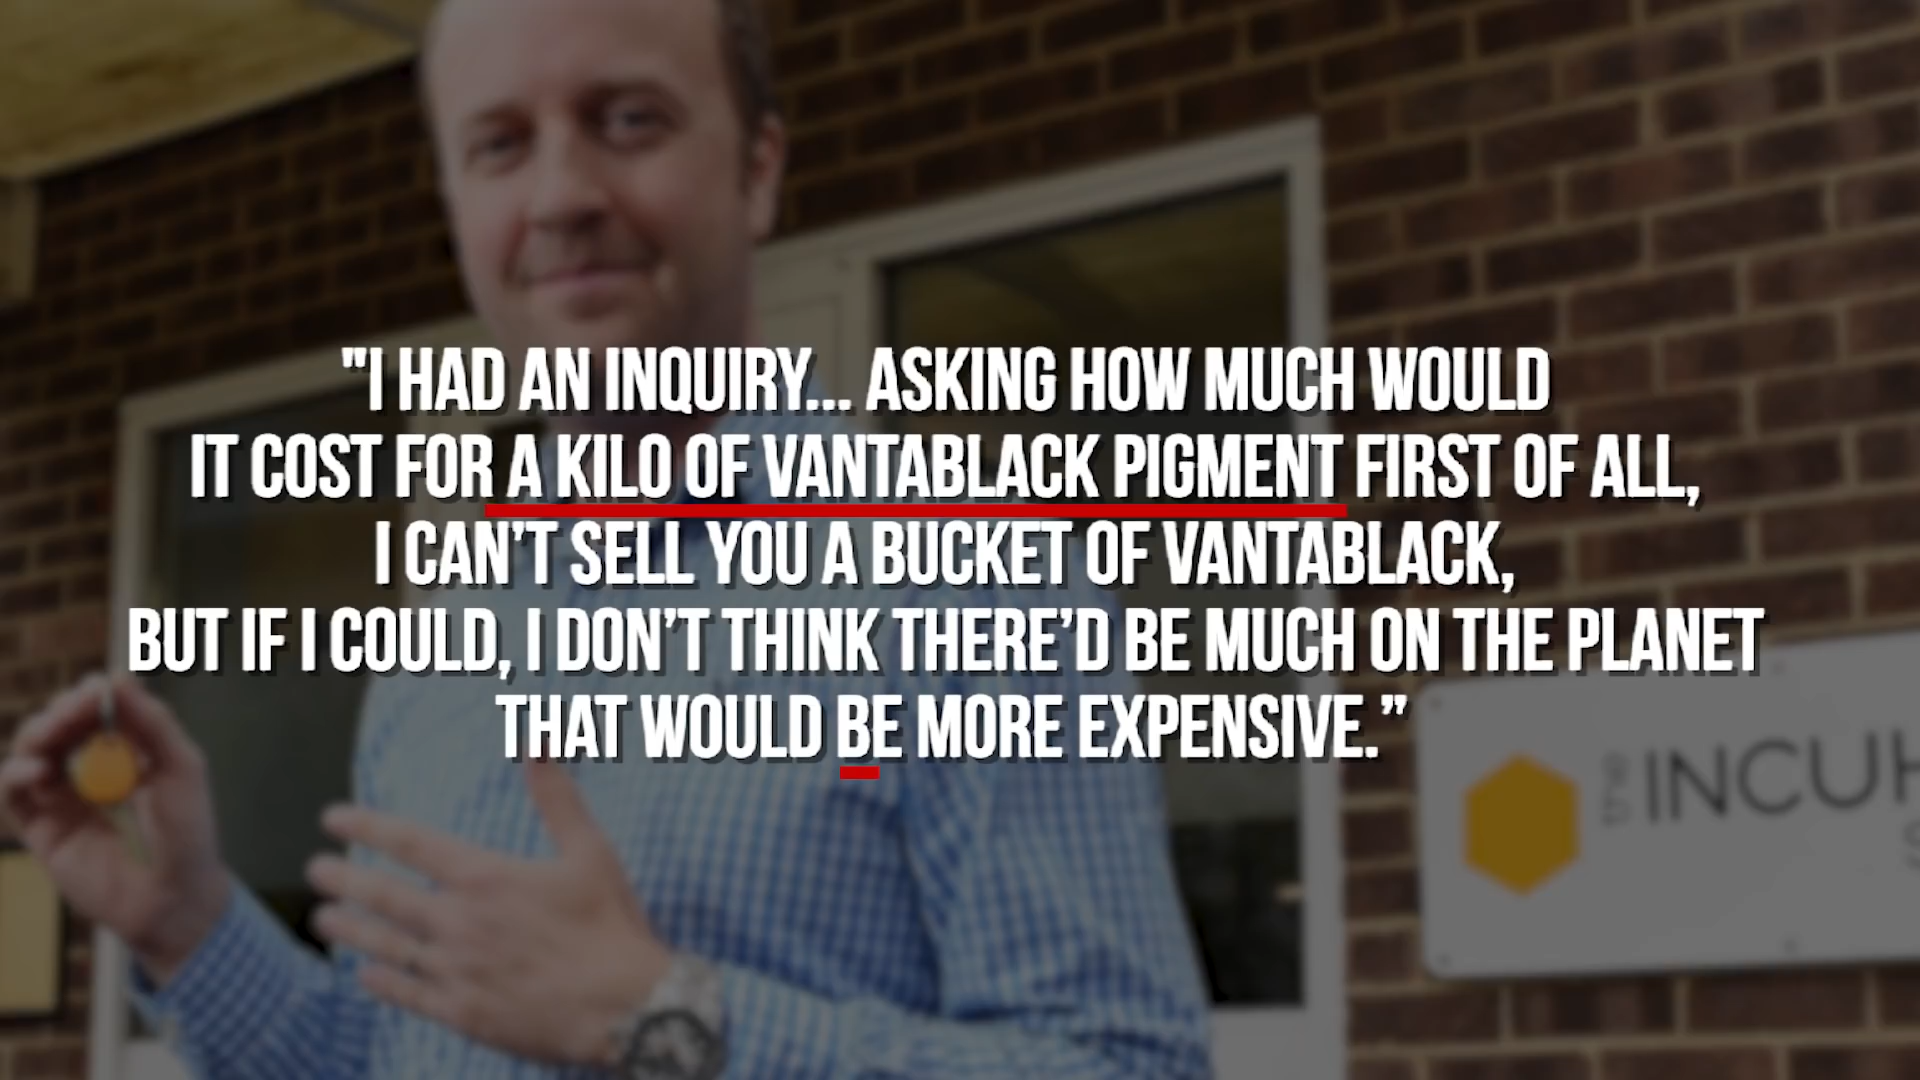 "I HAD AN INQUIRY... ASKING HOW MUCH WOULD
IT COST FOR A KILO OF VANTABLACK PIGMENT FIRST OF ALL,
I CAN’T SELL YOU A BUCKET OF VANTABLACK,
BUT IF I COULD, I DON’T THINK THERE’D BE MUCH ON THE PLANET
THAT WOULD BE MORE EXPENSIVE.”
the INCU